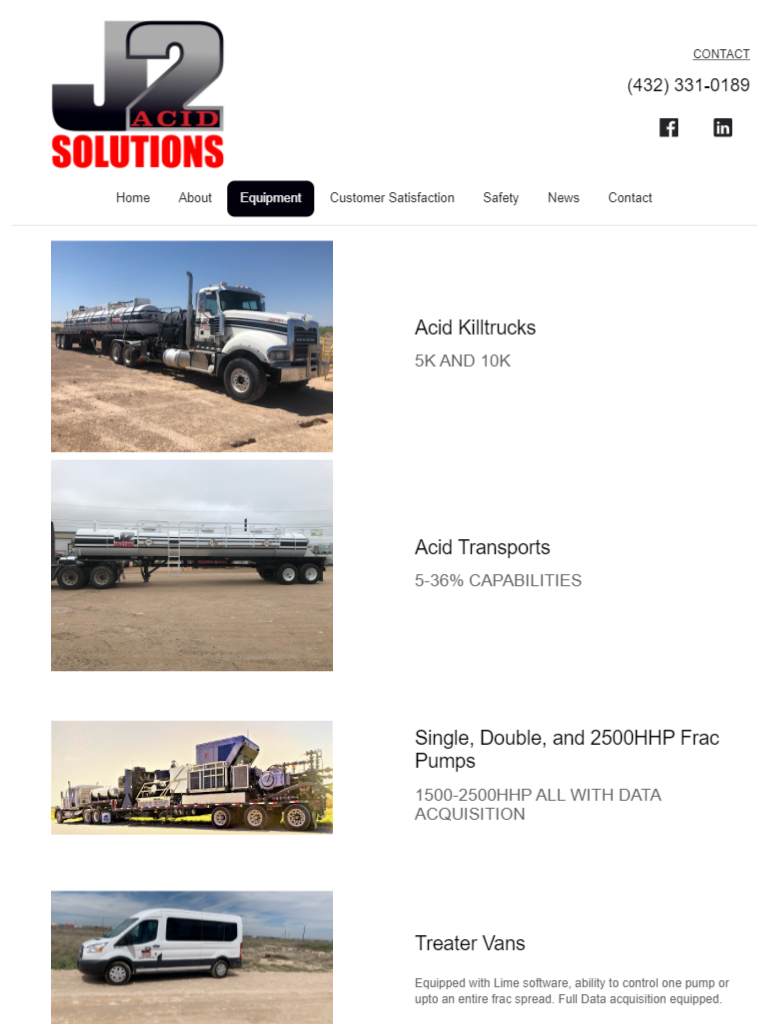 J2
ACID
SOLUTIONS
CONTACT
(432) 331-0189
Home About Equipment Customer Satisfaction Safety News Contact
Acid Killtrucks
5K AND 10K
J2
Acid Transports
5-36% CAPABILITIES
Single, Double, and 2500HHP Frac
Pumps
1500-2500HHP ALL WITH DATA
ACQUISITION
J2
Treater Vans
Equipped with Lime software, ability to control one pump or
upto an entire frac spread. Full Data acquisition equipped.